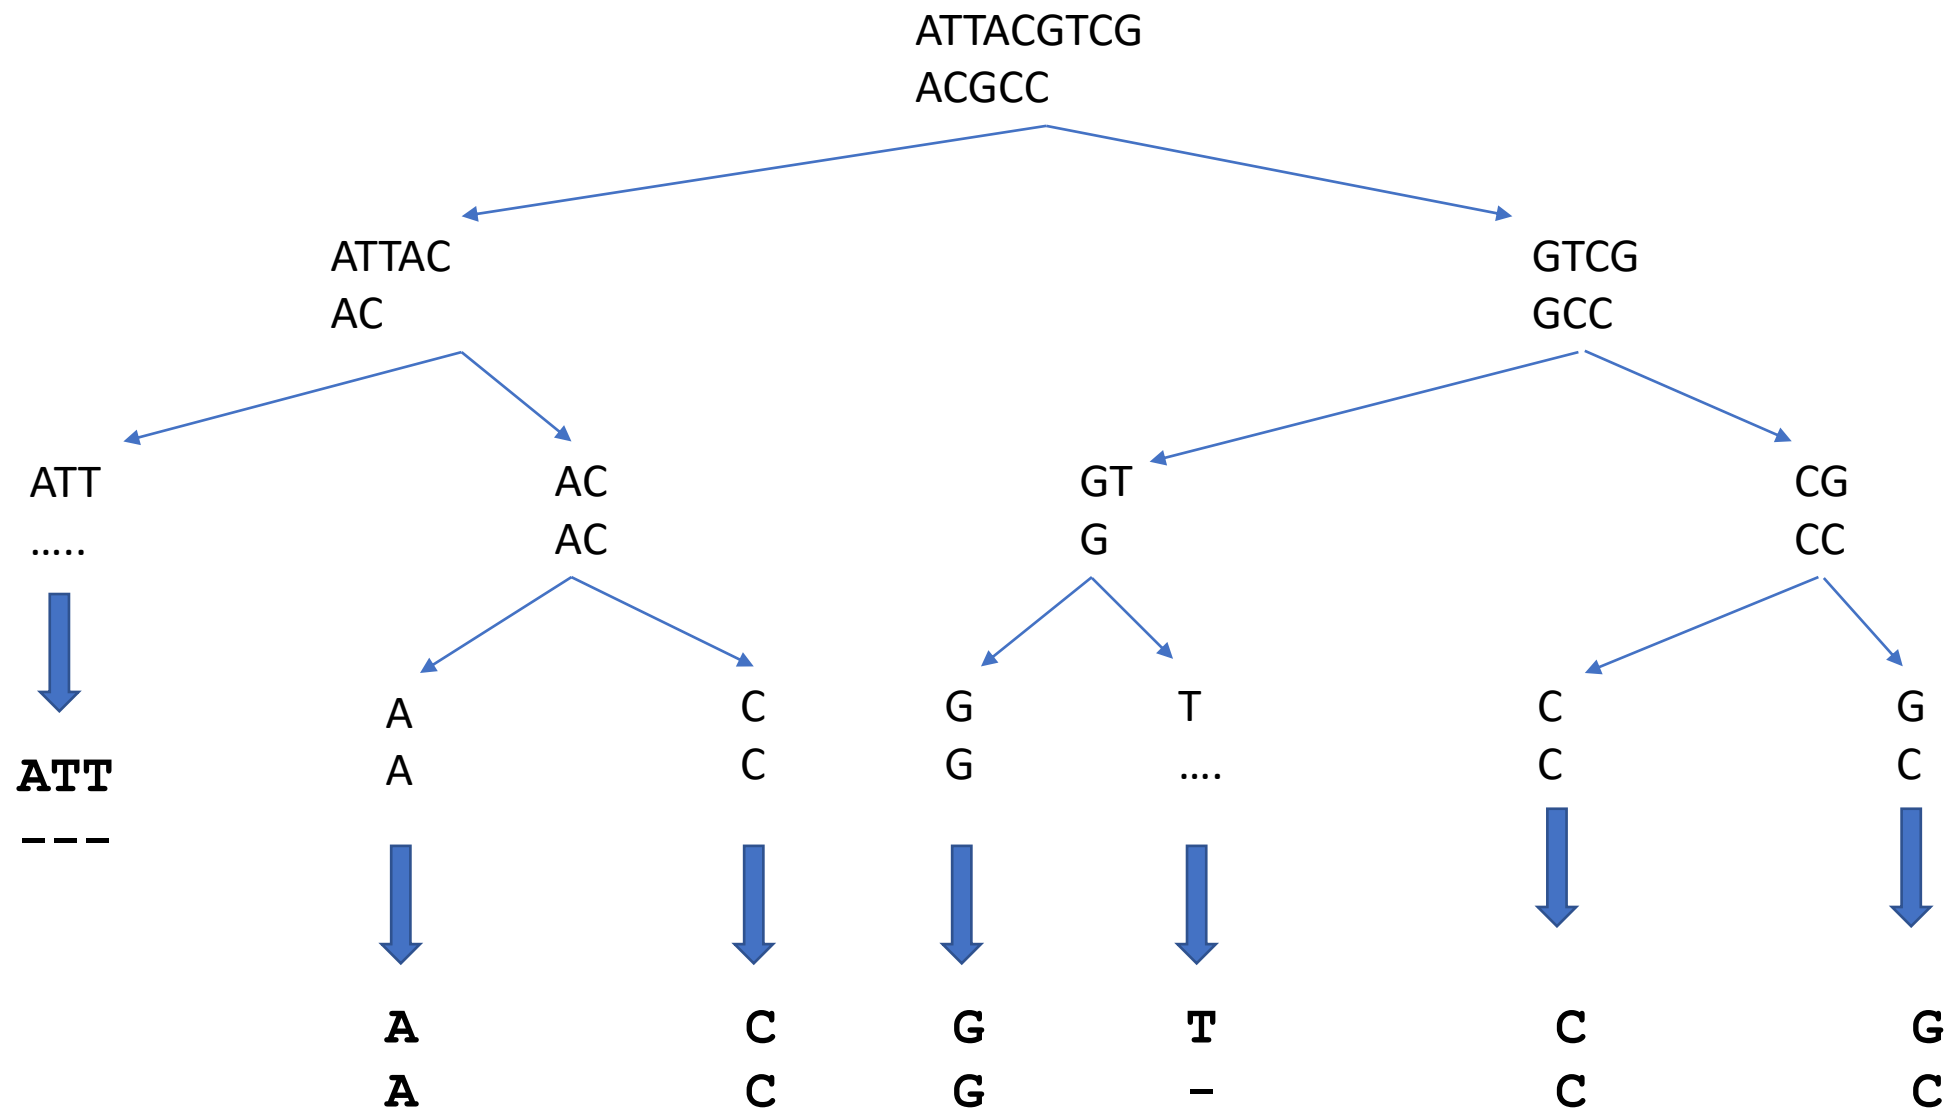 ATTACGTCG
ACGCC
ATTAC
AC
GTCG
GCC
ATT
.....
AC
AC
GT
G
CG
CC
A
A
C
C
G
G
T
....
C
C
G
C
ATT
---
A
A
C
C
G
G
T
-
C
C
G
C